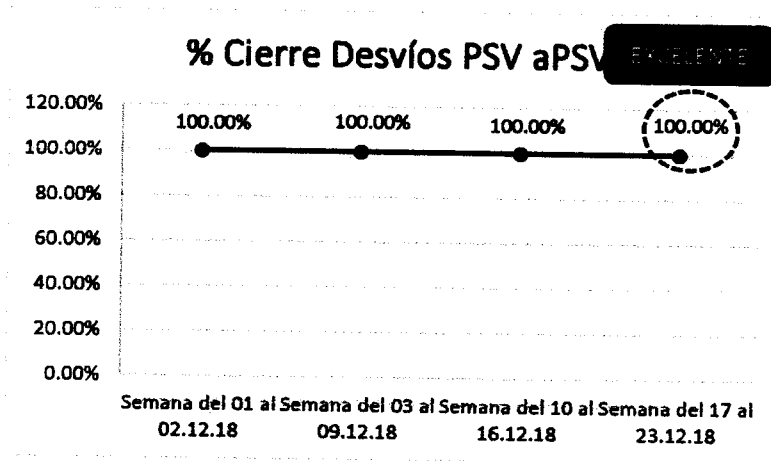 % Cierre Desvíos PSV aPSV
EXCELENTE
120.00%
100.00%
80.00%
60.00%
40.00%
20.00%
0.00%
100.00%
100.00%
100.00%
100.00%
Semana del 01 al
02.12.18
Semana del 03 al
09.12.18
Semana del 10 al
16.12.18
Semana del 17 al
23.12.18